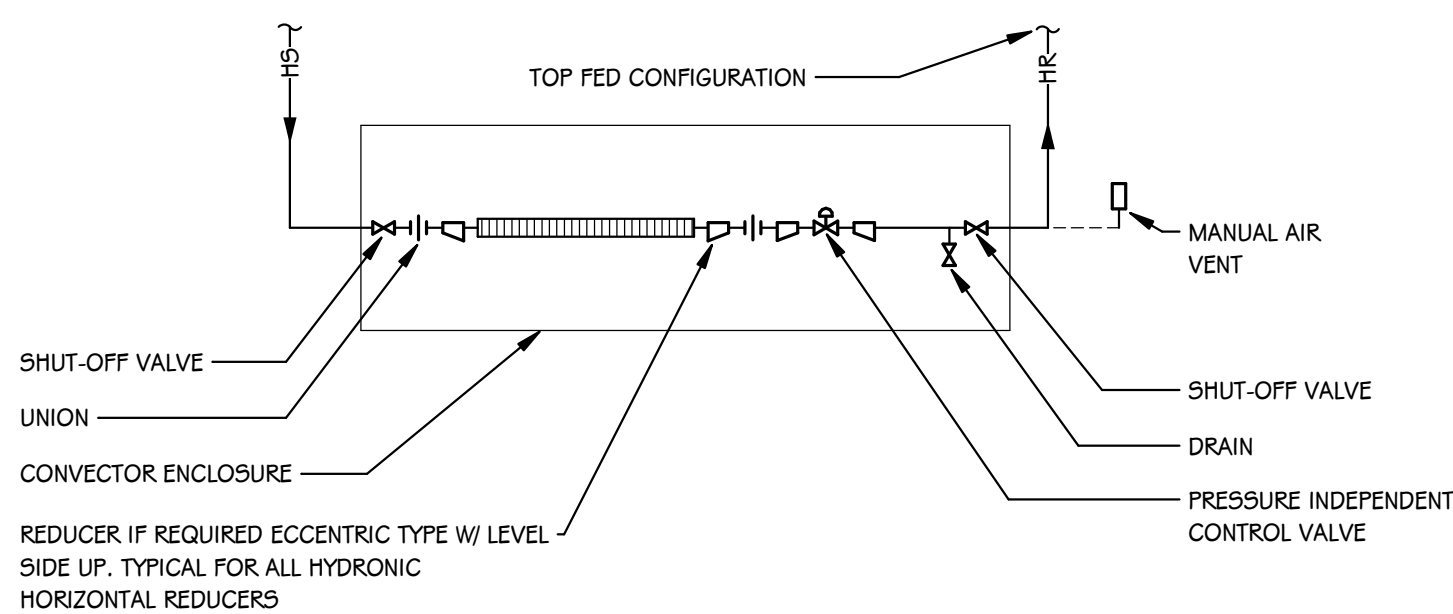 HS
TOP FED CONFIGURATION
HR
MANUAL AIR
VENT
SHUT-OFF VALVE
UNION
CONVECTOR ENCLOSURE
REDUCER IF REQUIRED ECCENTRIC TYPE W/ LEVEL
SIDE UP. TYPICAL FOR ALL HYDRONIC
HORIZONTAL REDUCERS
SHUT-OFF VALVE
DRAIN
PRESSURE INDEPENDENT
CONTROL VALVE